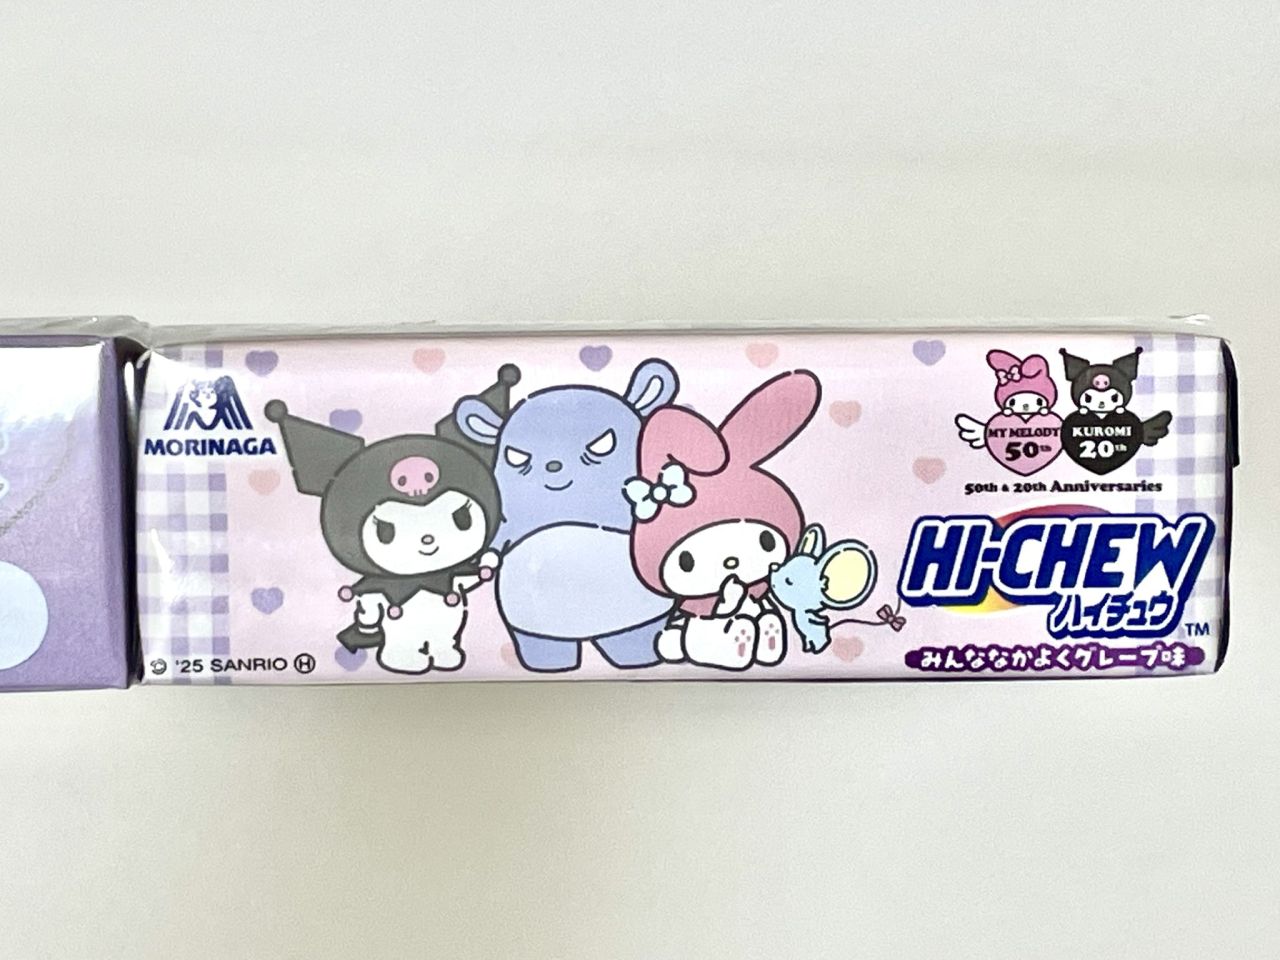 MORINAGA
MY MELODY
50th
KUROMI
20th
50th & 20th Anniversaries
HI-CHEW
ハイチュウ
TM
みんななかよくグレープ味
© '25 SANRIO Ⓗ